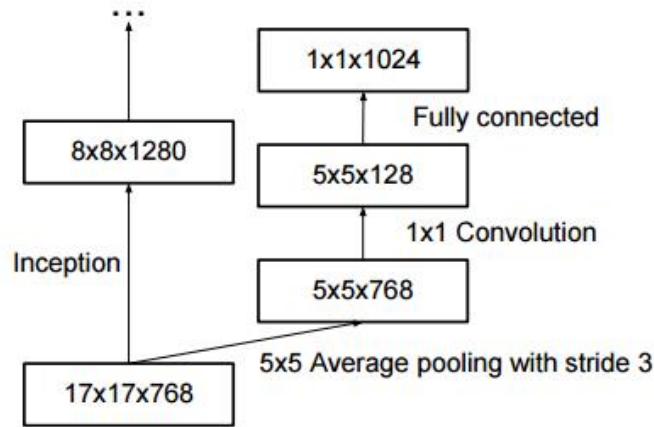 ...
1x1x1024
Fully connected
8x8x1280
5x5x128
1x1 Convolution
Inception
5x5x768
5x5 Average pooling with stride 3
17x17x768